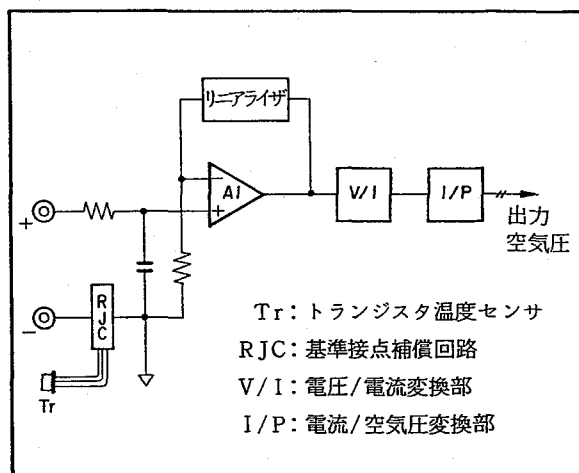 リニアライザ
A1
V/I
I/P
+
−
+
−
出力
空気圧
RJC
Tr
Tr:トランジスタ温度センサ
RJC:基準接点補償回路
V/I:電圧/電流変換部
I/P:電流/空気圧変換部